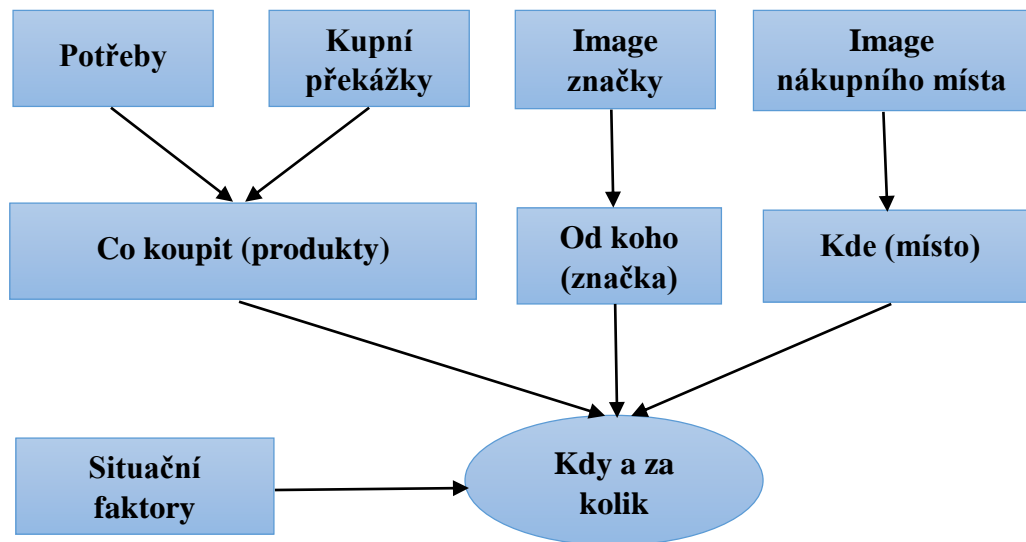 Potřeby
Kupní
překážky
Image
značky
Image
nákupního místa
Co koupit (produkty)
Od koho
(značka)
Kde (místo)
Situační
faktory
Kdy a za
kolik